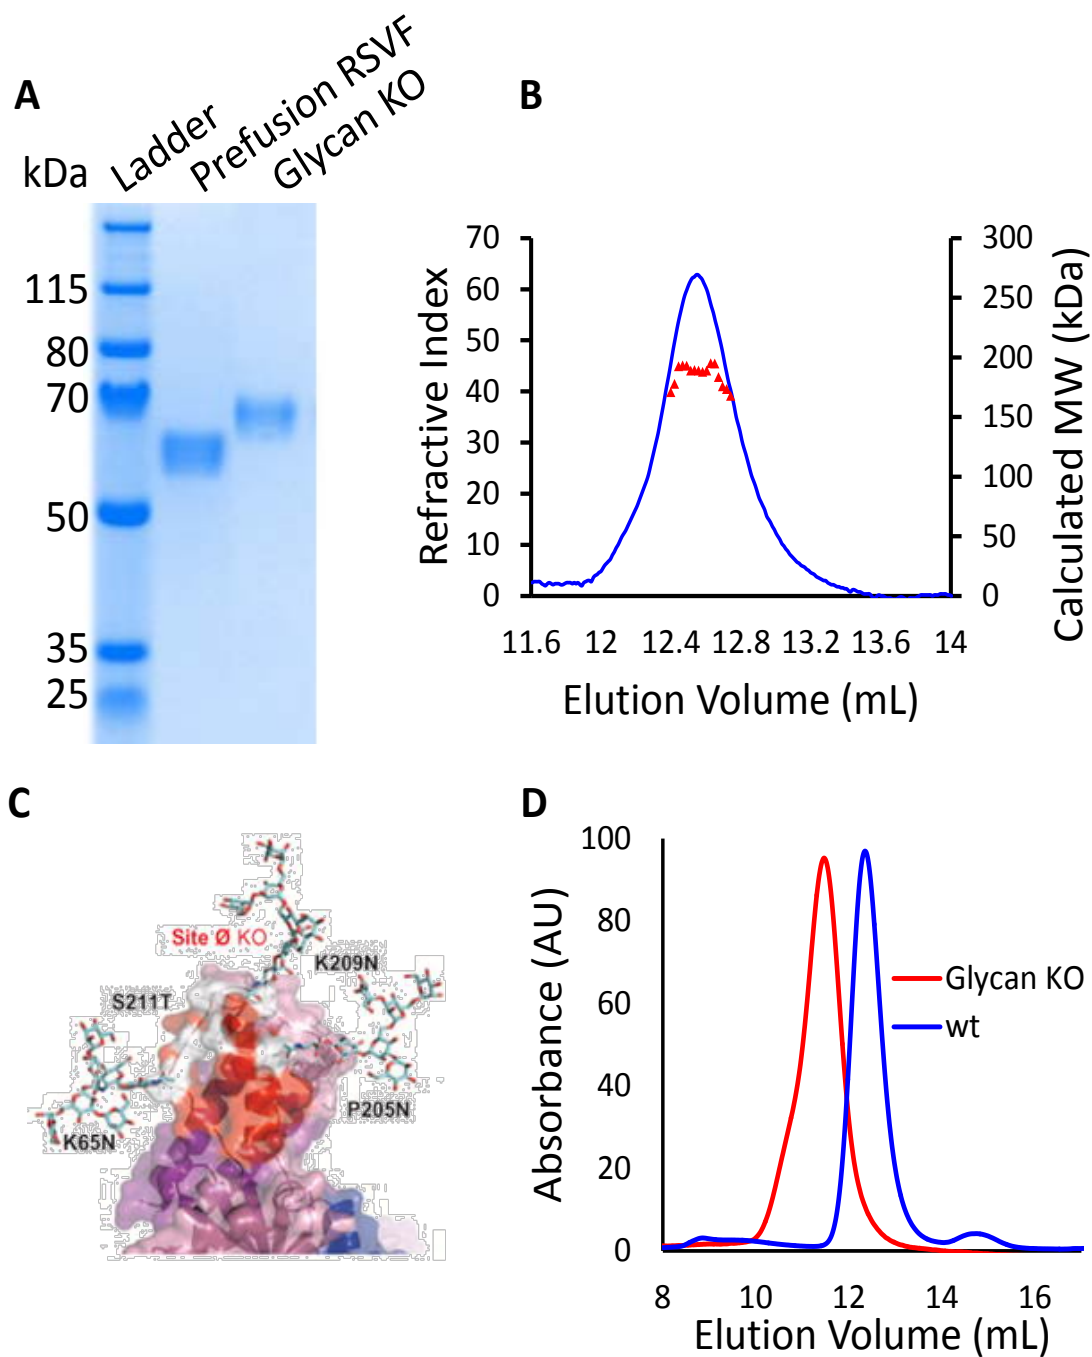 A
kDa
Ladder
Prefusion RSVF
Glycan KO
115
80
70
50
35
25
B
Refractive Index
70
60
50
40
30
20
10
0
300
250
200
150
100
50
0
Calculated MW (kDa)
11.6 12 12.4 12.8 13.2 13.6 14
Elution Volume (mL)
C
Site Ø KO
K209N
S211T
P205N
K65N
D
Absorbance (AU)
100
80
60
40
20
0
Glycan KO
wt
8 10 12 14 16
Elution Volume (mL)